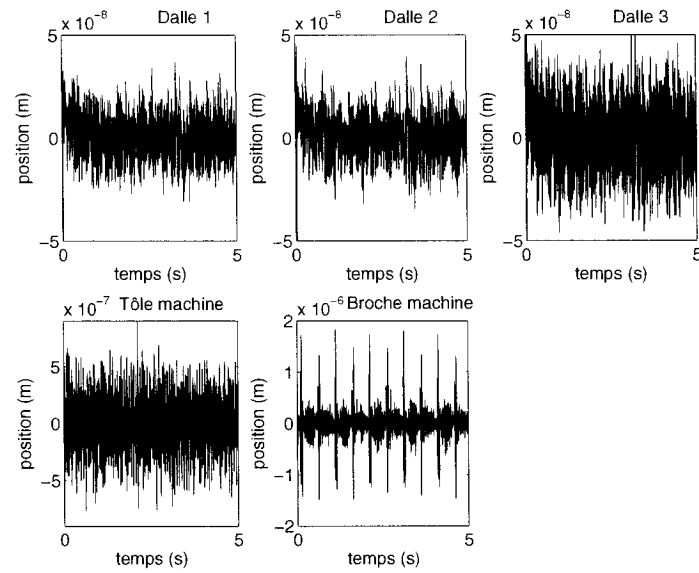 x 10⁻⁸ Dalle 1
5
position (m)
0
−5
0 5
temps (s)
x 10⁻⁸ Dalle 2
5
position (m)
0
−5
0 5
temps (s)
x 10⁻⁸ Dalle 3
5
position (m)
0
−5
0 5
temps (s)
x 10⁻⁷ Tôle machine
5
position (m)
0
−5
0 5
temps (s)
x 10⁻⁶ Broche machine
2
1
position (m)
0
−1
−2
0 5
temps (s)